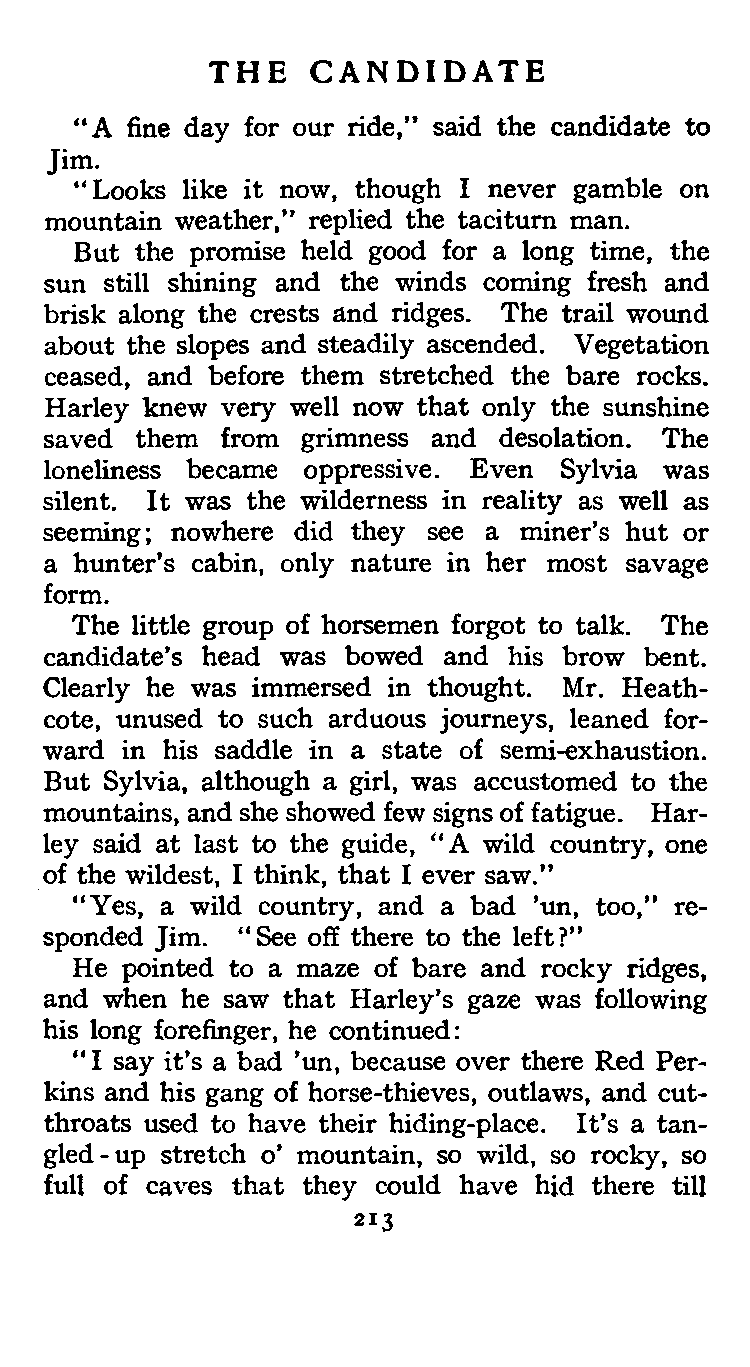 THE CANDIDATE
"A fine day for our ride," said the candidate to
Jim.
"Looks like it now, though I never gamble on
mountain weather," replied the taciturn man.
But the promise held good for a long time, the
sun still shining and the winds coming fresh and
brisk along the crests and ridges. The trail wound
about the slopes and steadily ascended. Vegetation
ceased, and before them stretched the bare rocks.
Harley knew very well now that only the sunshine
saved them from grimness and desolation. The
loneliness became oppressive. Even Sylvia was
silent. It was the wilderness in reality as well as
seeming; nowhere did they see a miner's hut or
a hunter's cabin, only nature in her most savage
form.
The little group of horsemen forgot to talk. The
candidate's head was bowed and his brow bent.
Clearly he was immersed in thought. Mr. Heath-
cote, unused to such arduous journeys, leaned for-
ward in his saddle in a state of semi-exhaustion.
But Sylvia, although a girl, was accustomed to the
mountains, and she showed few signs of fatigue. Har-
ley said at last to the guide, "A wild country, one
of the wildest, I think, that I ever saw."
"Yes, a wild country, and a bad 'un, too," re-
sponded Jim. "See off there to the left?"
He pointed to a maze of bare and rocky ridges,
and when he saw that Harley's gaze was following
his long forefinger, he continued:
"I say it's a bad 'un, because over there Red Per-
kins and his gang of horse-thieves, outlaws, and cut-
throats used to have their hiding-place. It's a tan-
gled-up stretch o' mountain, so wild, so rocky, so
full of caves that they could have hid there till
213